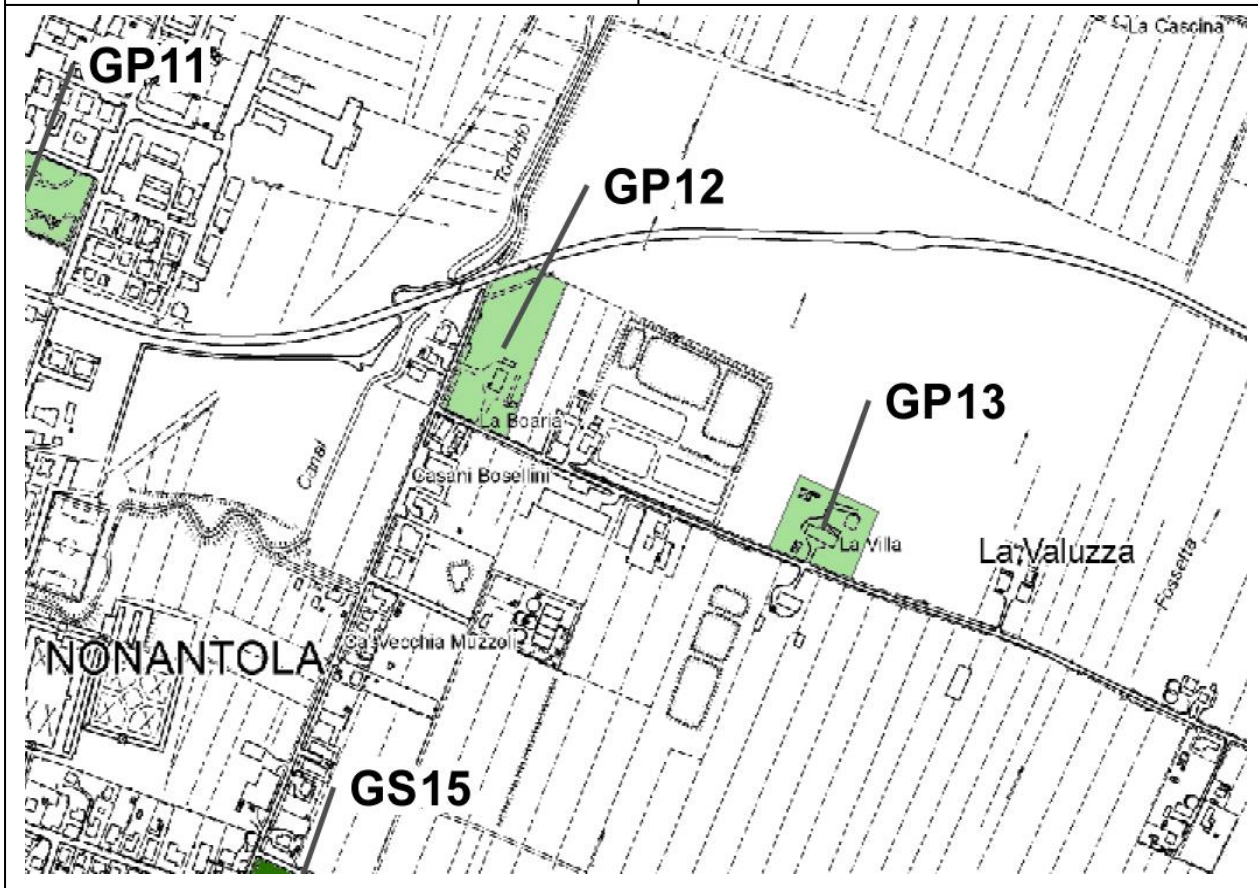 La Cascina
GP11
Torbido
GP12
GP13
La Boaria
Canal
Casani Bosellini
La Villa
La Valuzza
Fossetta
Ca Vecchia Muzzoli
NONANTOLA
GS15